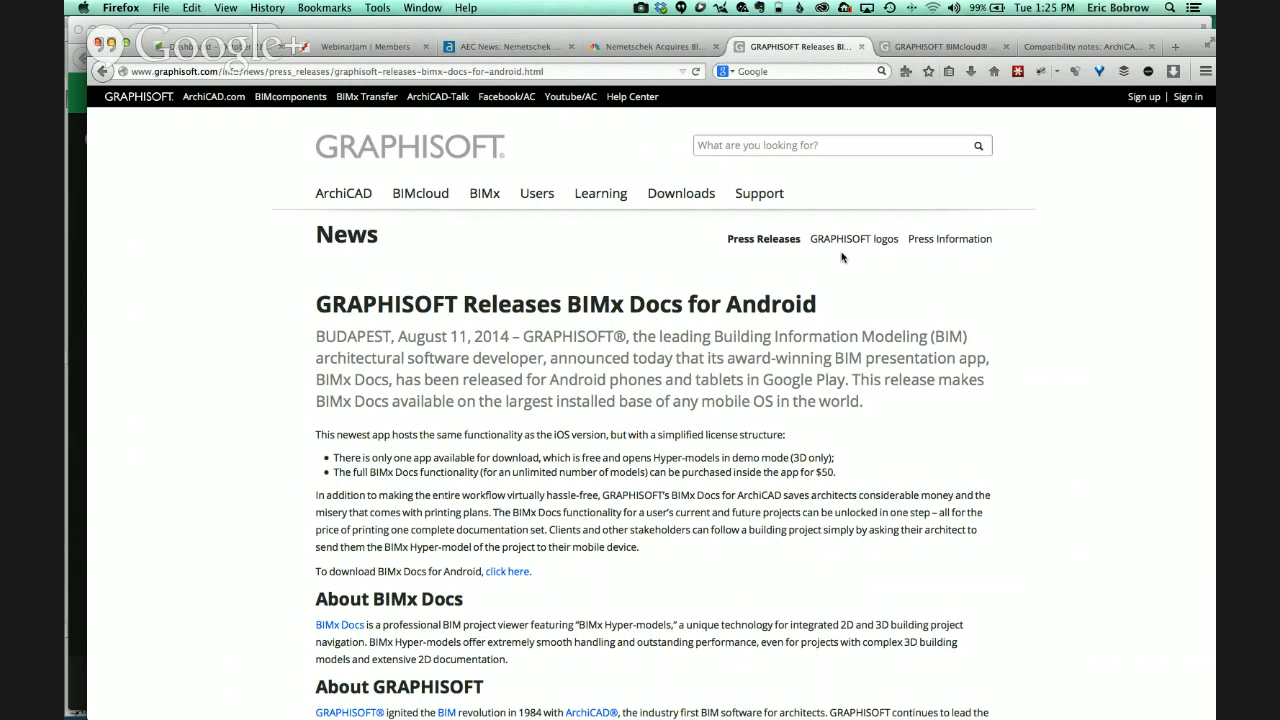 Firefox File Edit View History Bookmarks Tools Window Help 99% Tue 1:25 PM Eric Bobrow
Google+
WebinarJam | Members AEC News: Nemetschek ... Nemetschek Acquires Bl... GRAPHISOFT Releases Bl... GRAPHISOFT BIMcloud® ... Compatibility notes: ArchiCA...
www.graphisoft.com/info/news/press_releases/graphisoft-releases-bimx-docs-for-android.html Google
GRAPHISOFT. ArchiCAD.com BIMcomponents BIMx Transfer ArchiCAD-Talk Facebook/AC Youtube/AC Help Center Sign up | Sign in
GRAPHISOFT® What are you looking for?
ArchiCAD BIMcloud BIMx Users Learning Downloads Support
News Press Releases GRAPHISOFT logos Press Information
GRAPHISOFT Releases BIMx Docs for Android
BUDAPEST, August 11, 2014 – GRAPHISOFT®, the leading Building Information Modeling (BIM)
architectural software developer, announced today that its award-winning BIM presentation app,
BIMx Docs, has been released for Android phones and tablets in Google Play. This release makes
BIMx Docs available on the largest installed base of any mobile OS in the world.
This newest app hosts the same functionality as the iOS version, but with a simplified license structure:
• There is only one app available for download, which is free and opens Hyper-models in demo mode (3D only);
• The full BIMx Docs functionality (for an unlimited number of models) can be purchased inside the app for $50.
In addition to making the entire workflow virtually hassle-free, GRAPHISOFT's BIMx Docs for ArchiCAD saves architects considerable money and the
misery that comes with printing plans. The BIMx Docs functionality for a user's current and future projects can be unlocked in one step – all for the
price of printing one complete documentation set. Clients and other stakeholders can follow a building project simply by asking their architect to
send them the BIMx Hyper-model of the project to their mobile device.
To download BIMx Docs for Android, click here.
About BIMx Docs
BIMx Docs is a professional BIM project viewer featuring "BIMx Hyper-models," a unique technology for integrated 2D and 3D building project
navigation. BIMx Hyper-models offer extremely smooth handling and outstanding performance, even for projects with complex 3D building
models and extensive 2D documentation.
About GRAPHISOFT
GRAPHISOFT® ignited the BIM revolution in 1984 with ArchiCAD®, the industry first BIM software for architects. GRAPHISOFT continues to lead the